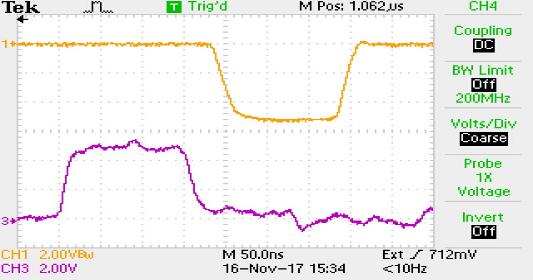 Tek T Trig'd M Pos: 1.062µs CH4
Coupling
DC
BW Limit
Off
200MHz
Volts/Div
Coarse
Probe
1X
Voltage
Invert
Off
1
3
CH1 2.00VBw M 50.0ns Ext 712mV
CH3 2.00V 16-Nov-17 15:34 <10Hz